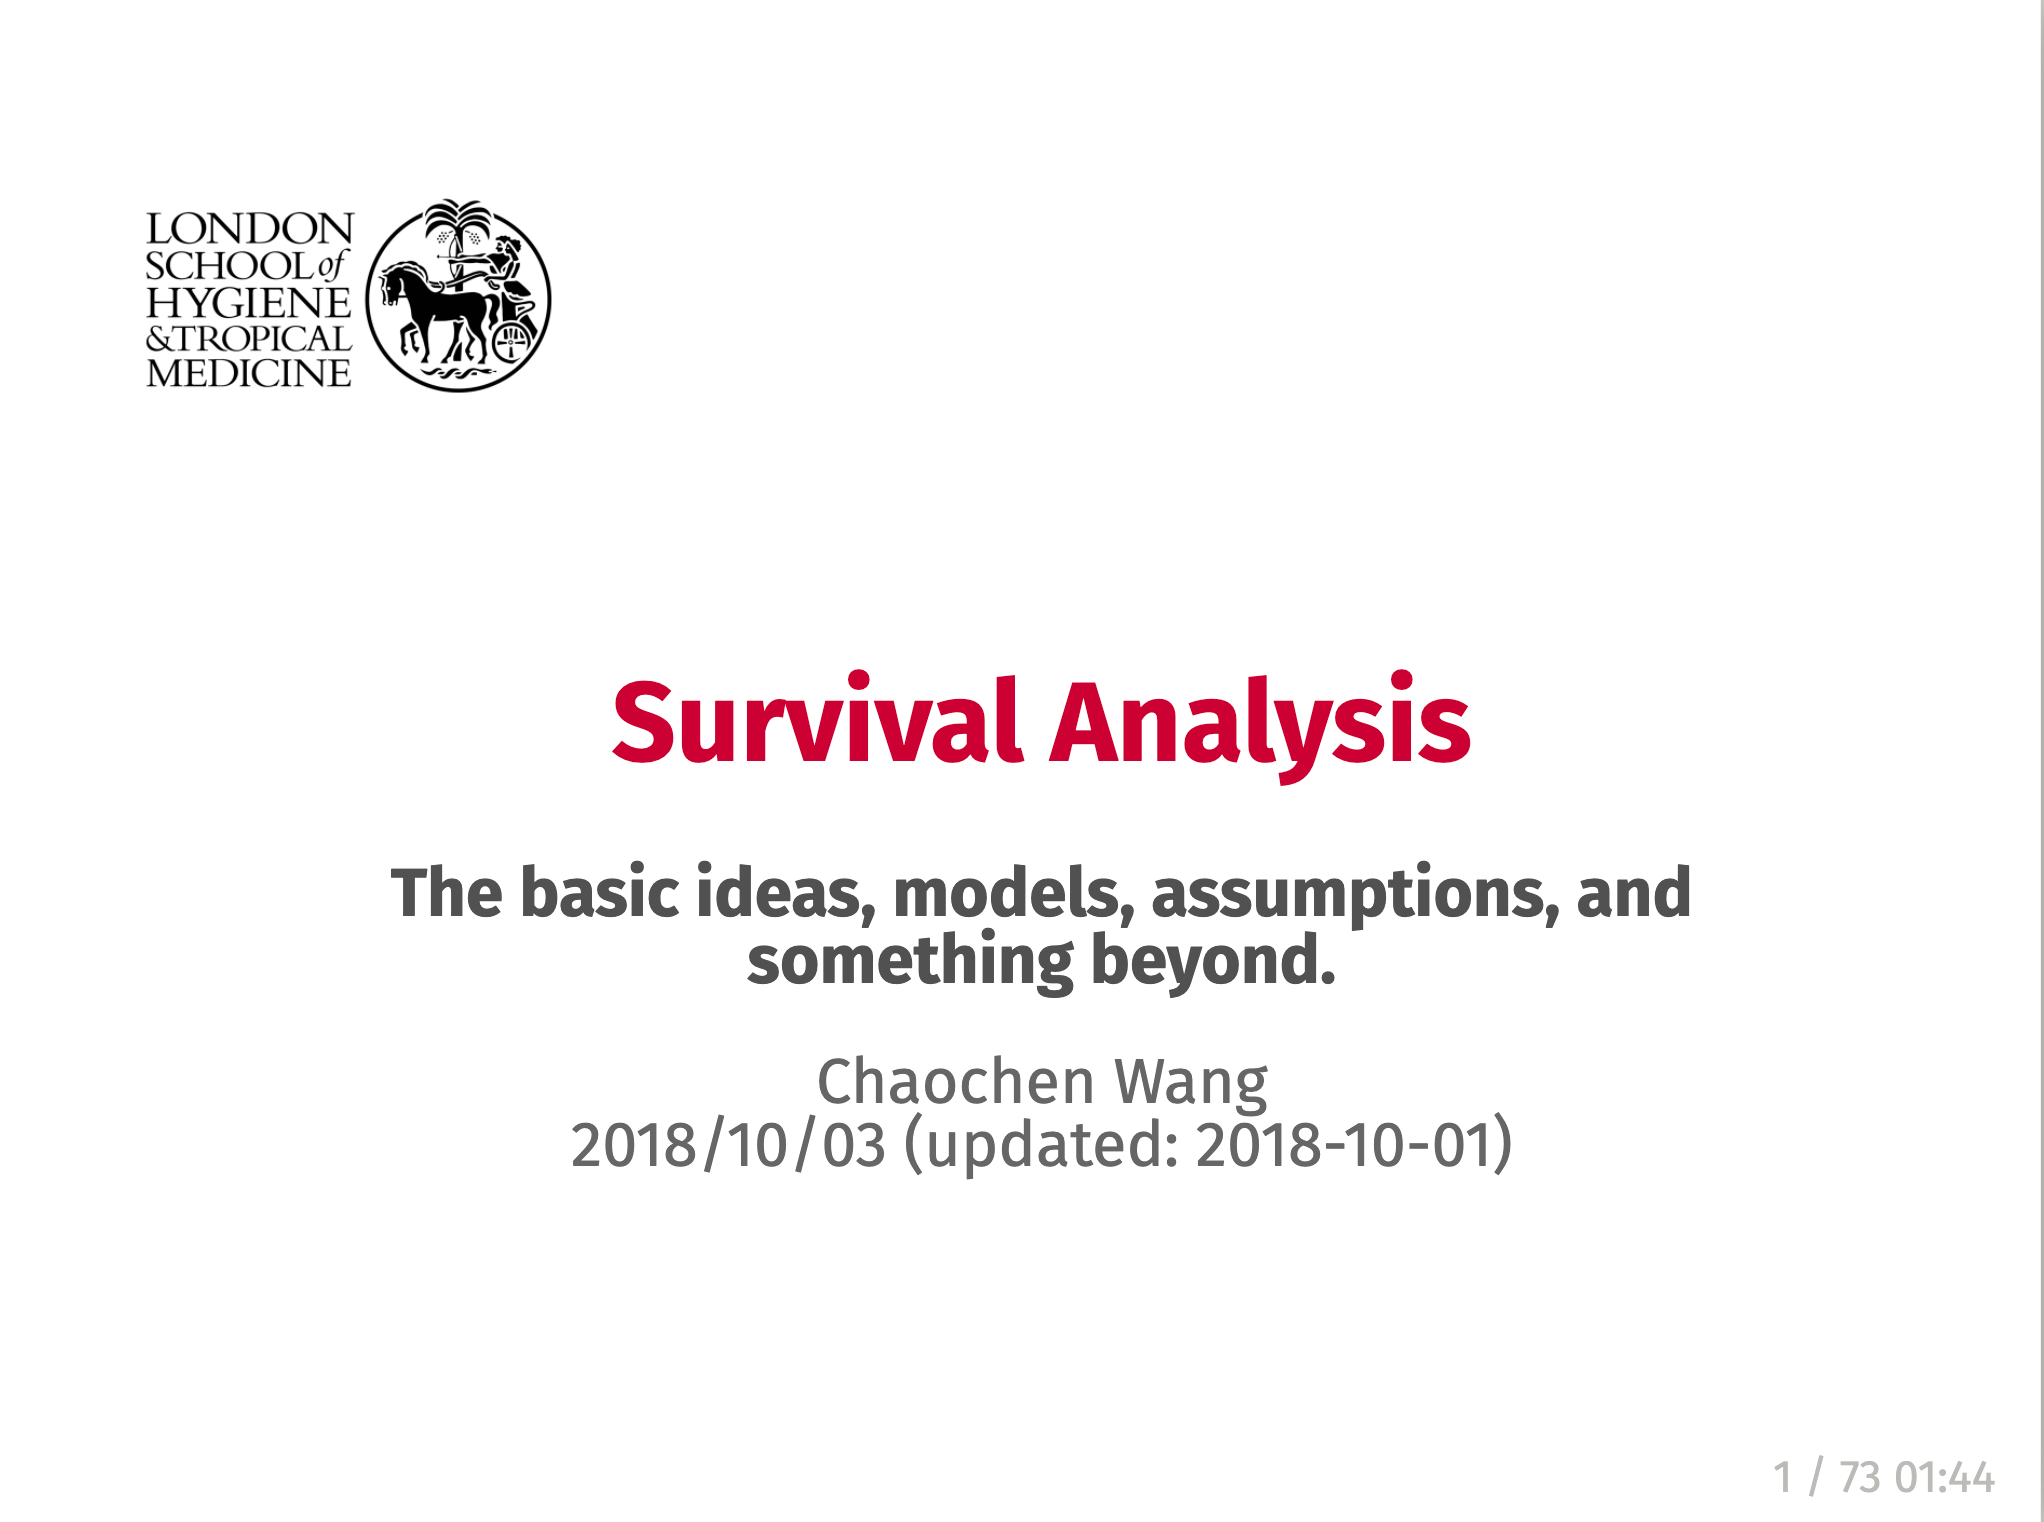 LONDON
SCHOOL of
HYGIENE
&TROPICAL
MEDICINE
Survival Analysis
The basic ideas, models, assumptions, and
something beyond.
Chaochen Wang
2018/10/03 (updated: 2018-10-01)
1 / 73 01:44